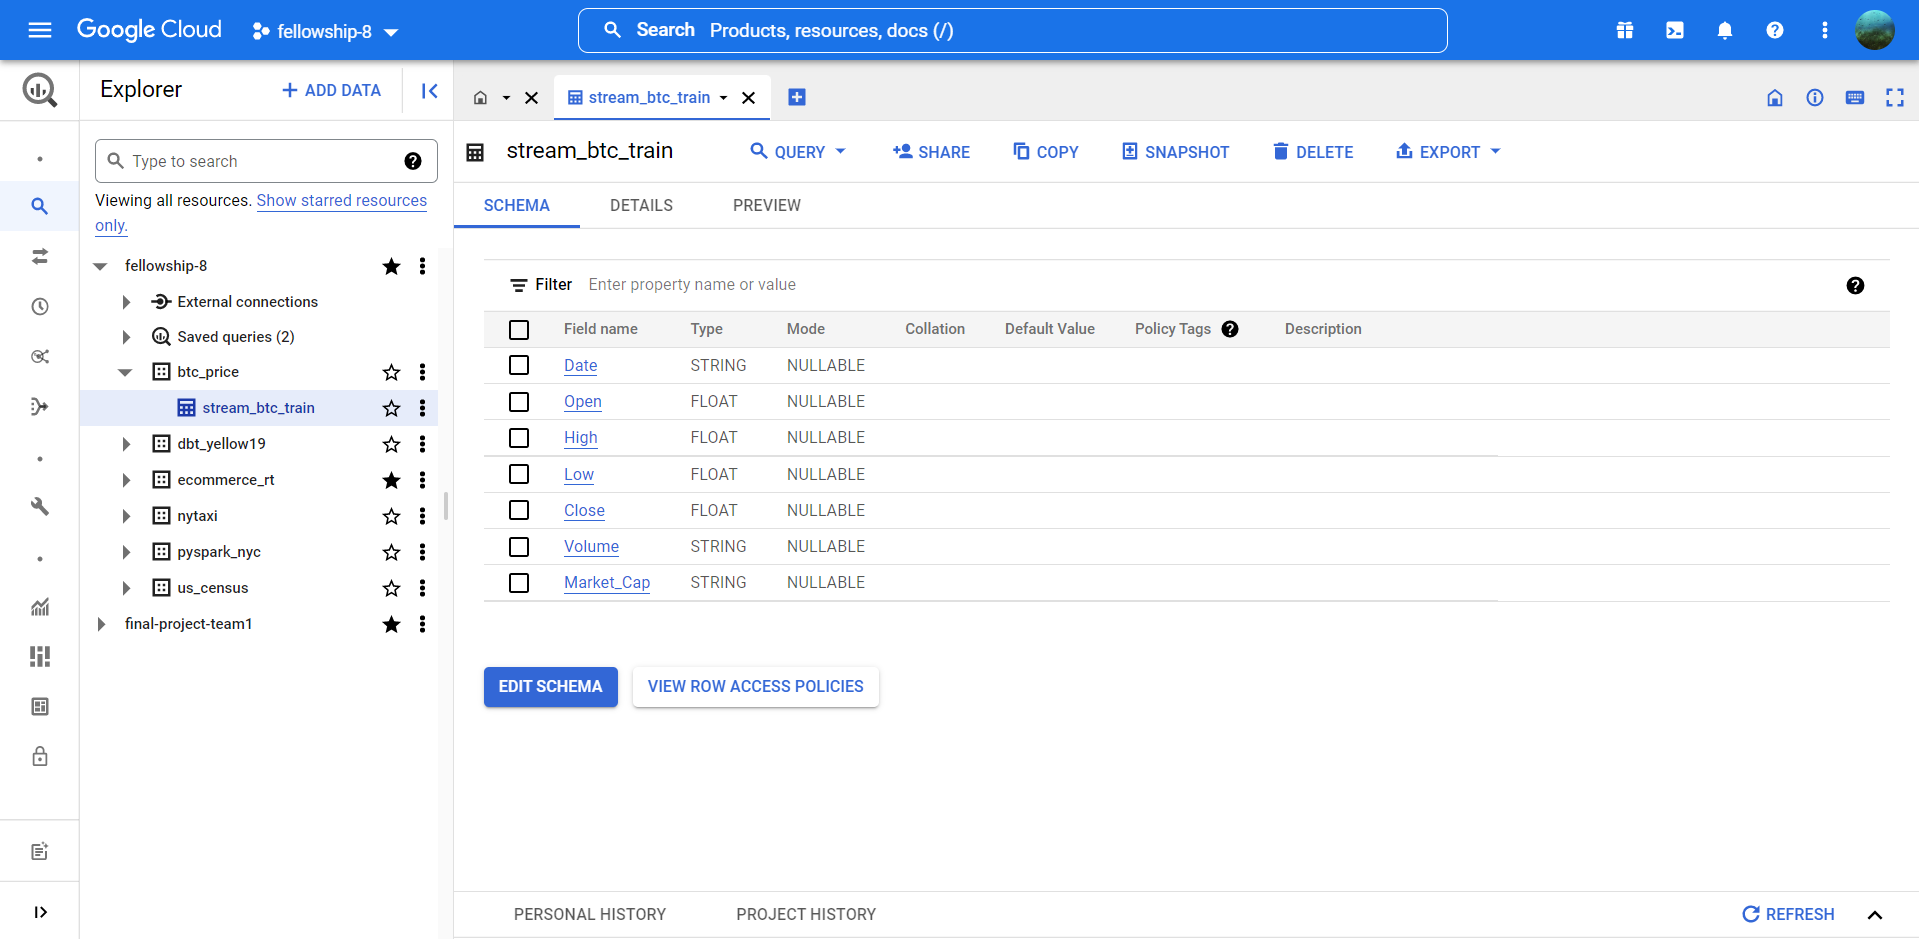 Google Cloud
fellowship-8
Search Products, resources, docs (/)
Explorer
ADD DATA
stream_btc_train
Type to search
Viewing all resources. Show starred resources
only.
fellowship-8
External connections
Saved queries (2)
btc_price
stream_btc_train
dbt_yellow19
ecommerce_rt
nytaxi
pyspark_nyc
us_census
final-project-team1
stream_btc_train
QUERY
SHARE
COPY
SNAPSHOT
DELETE
EXPORT
SCHEMA DETAILS PREVIEW
Filter Enter property name or value
Field name Type Mode Collation Default Value Policy Tags Description
Date STRING NULLABLE
Open FLOAT NULLABLE
High FLOAT NULLABLE
Low FLOAT NULLABLE
Close FLOAT NULLABLE
Volume STRING NULLABLE
Market_Cap STRING NULLABLE
EDIT SCHEMA
VIEW ROW ACCESS POLICIES
PERSONAL HISTORY PROJECT HISTORY
REFRESH